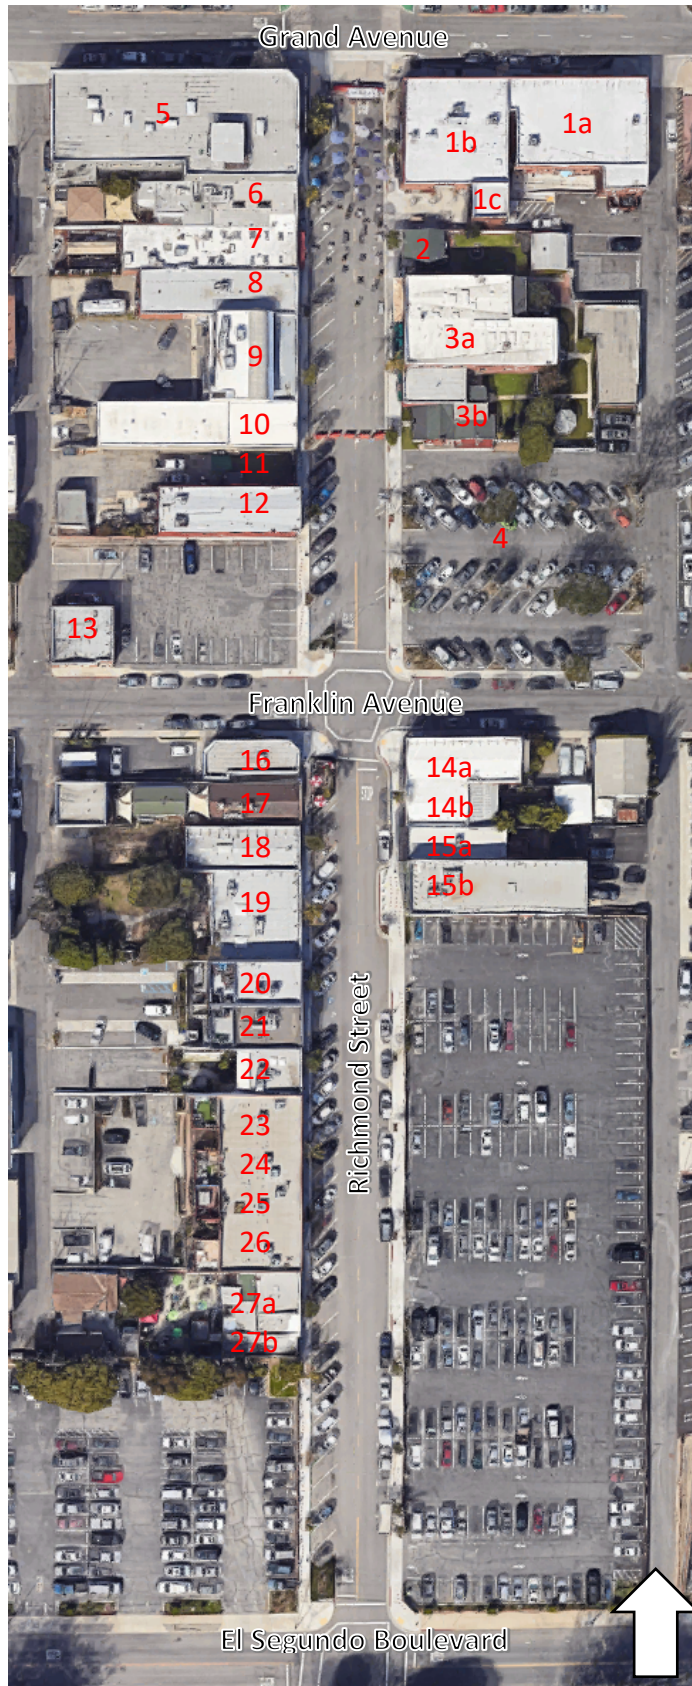 Grand Avenue
5
1b
1a
6
1c
7
2
8
3a
9
3b
10
11
12
4
13
Franklin Avenue
16
14a
17
14b
18
15a
15b
19
20
21
Richmond Street
22
23
24
25
26
27a
27b
El Segundo Boulevard